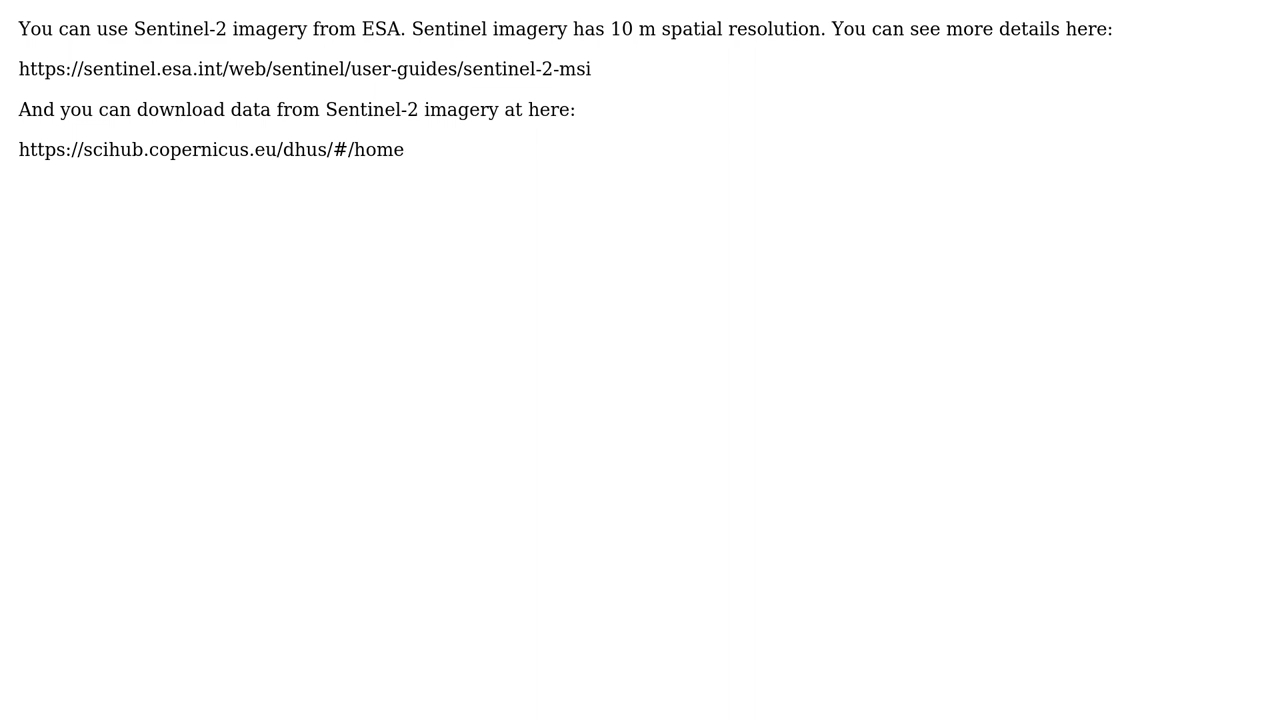 You can use Sentinel-2 imagery from ESA. Sentinel imagery has 10 m spatial resolution. You can see more details here:
https://sentinel.esa.int/web/sentinel/user-guides/sentinel-2-msi
And you can download data from Sentinel-2 imagery at here:
https://scihub.copernicus.eu/dhus/#/home